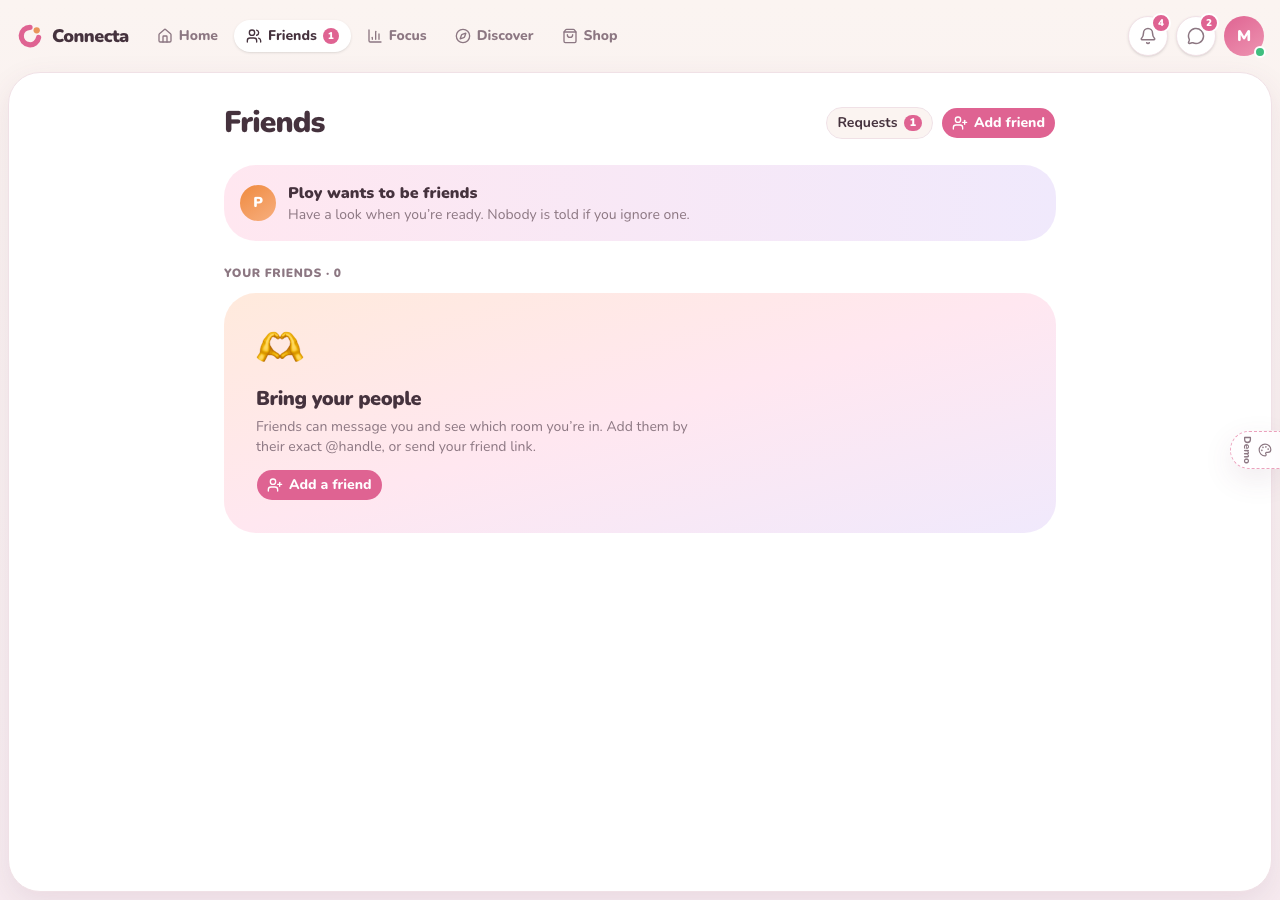 Connecta
Home
Friends 1
Focus
Discover
Shop
4
2
M
Friends
Requests 1
Add friend
P
Ploy wants to be friends
Have a look when you're ready. Nobody is told if you ignore one.
YOUR FRIENDS · 0
Bring your people
Friends can message you and see which room you're in. Add them by
their exact @handle, or send your friend link.
Add a friend
Demo